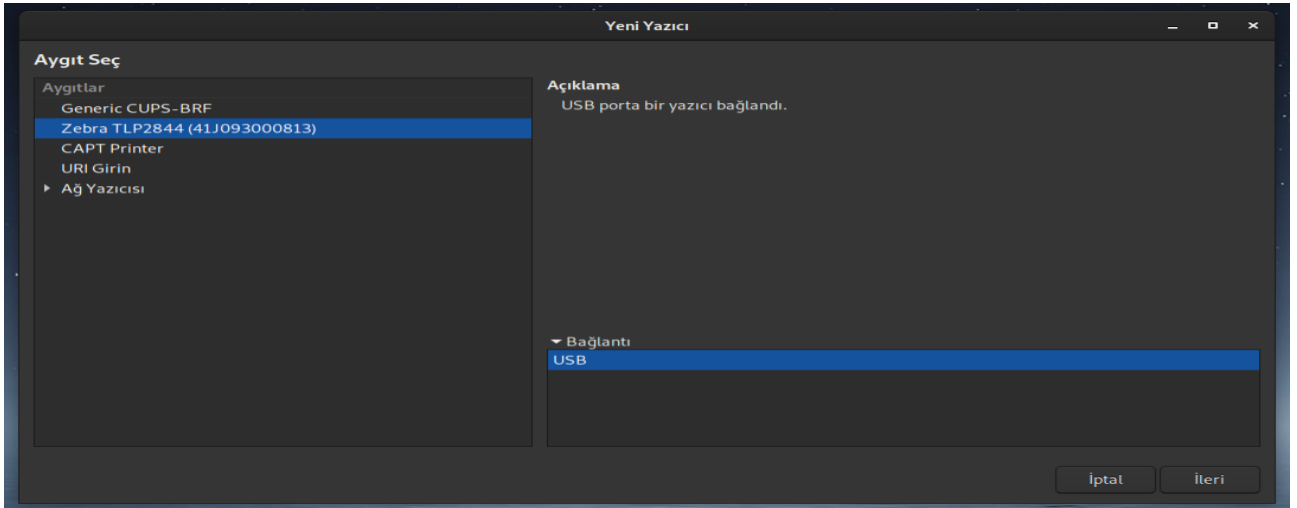 Yeni Yazıcı
Aygıt Seç
Aygıtlar
Generic CUPS-BRF
Zebra TLP2844 (41J093000813)
CAPT Printer
URI Girin
Ağ Yazıcısı
Açıklama
USB porta bir yazıcı bağlandı.
Bağlantı
USB
İptal
İleri